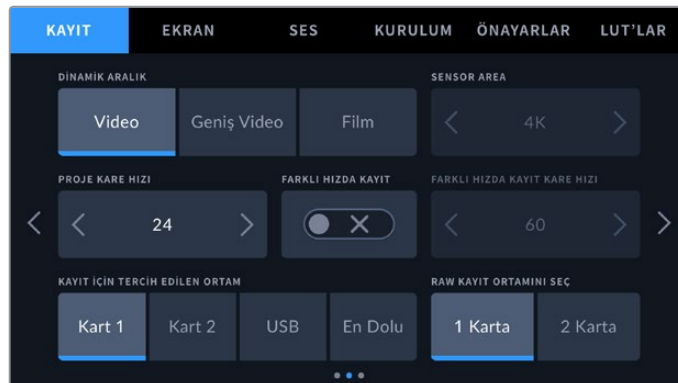 KAYIT EKRAN SES KURULUM ÖNAYARLAR LUT'LAR
DİNAMİK ARALIK SENSOR AREA
Video Geniş Video Film 4K
PROJE KARE HIZI FARKLI HIZDA KAYIT FARKLI HIZDA KAYIT KARE HIZI
24 60
KAYIT İÇİN TERCİH EDİLEN ORTAM RAW KAYIT ORTAMINI SEÇ
Kart 1 Kart 2 USB En Dolu 1 Karta 2 Karta